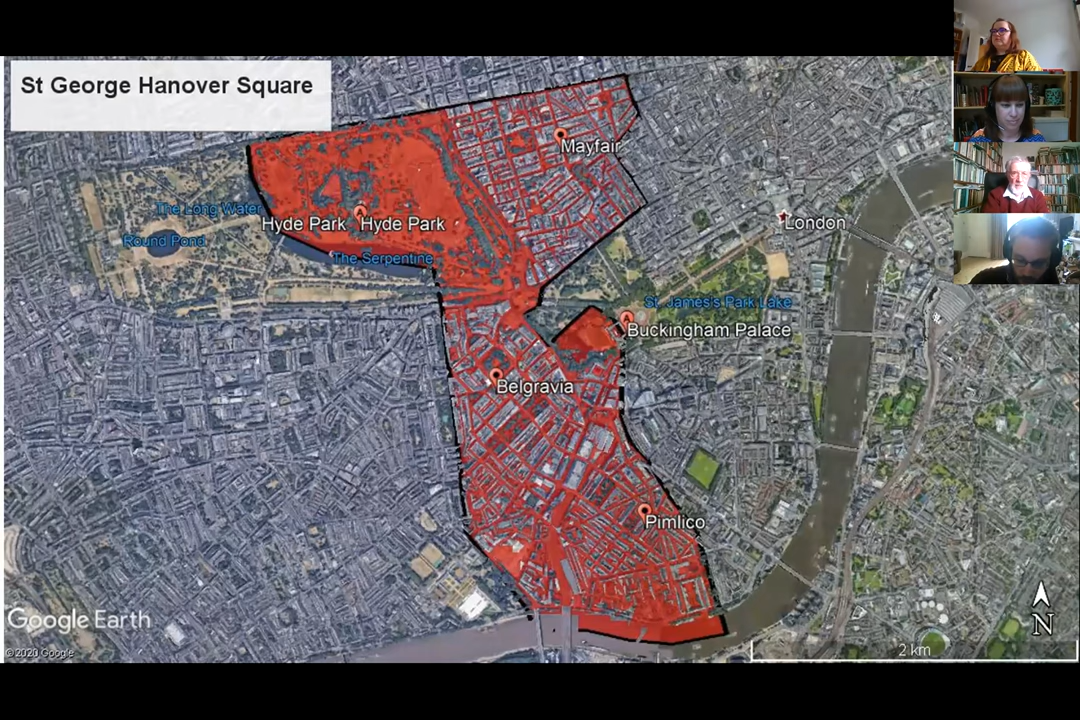 St George Hanover Square
Mayfair
The Long Water
Hyde Park
Hyde Park
London
Round Pond
The Serpentine
St. James's Park Lake
Buckingham Palace
Belgravia
Pimlico
Google Earth
© 2020 Google
N
2 km